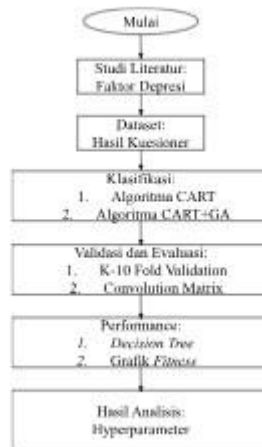 Mulai
Studi Literatur:
Faktor Depresi
Dataset:
Hasil Kuesioner
Klasifikasi:
1. Algoritma CART
2. Algoritma CART+GA
Validasi dan Evaluasi:
1. K-10 Fold Validation
2. Convolution Matrix
Performance:
1. Decision Tree
2. Grafik Fitness
Hasil Analisis:
Hyperparameter